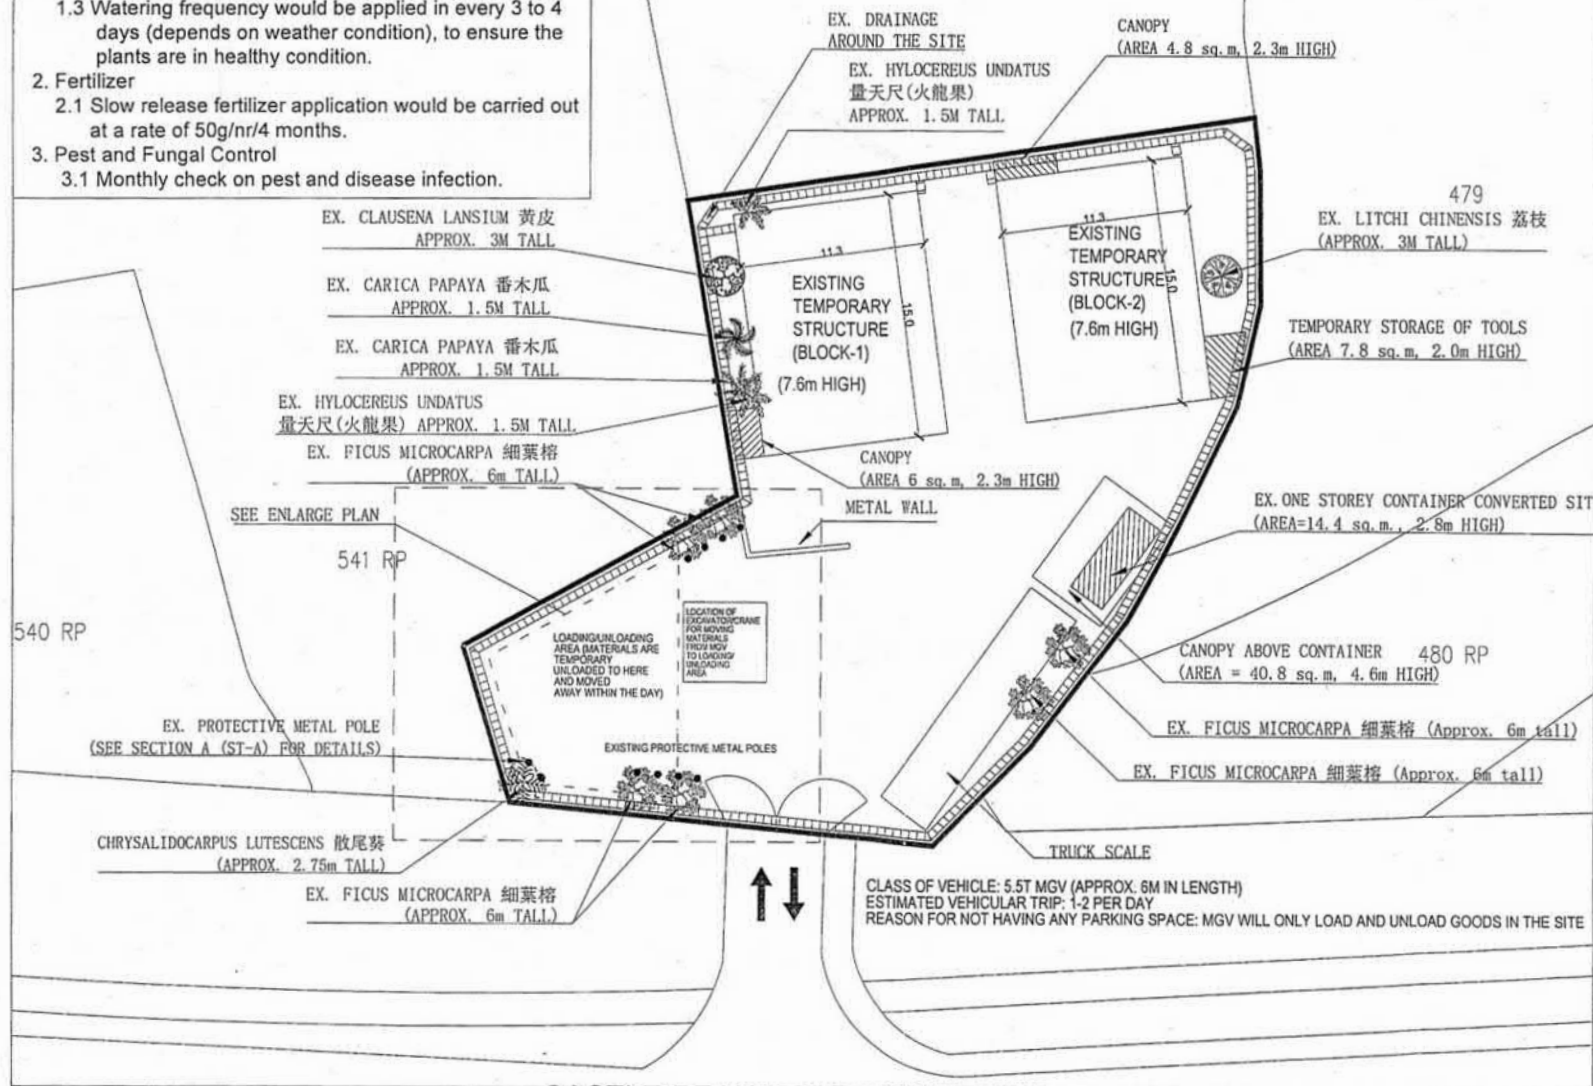 1.3 Watering frequency would be applied in every 3 to 4
days (depends on weather condition), to ensure the
plants are in healthy condition.
2. Fertilizer
2.1 Slow release fertilizer application would be carried out
at a rate of 50g/nr/4 months.
3. Pest and Fungal Control
3.1 Monthly check on pest and disease infection.
EX. DRAINAGE
AROUND THE SITE
EX. HYLOCEREUS UNDATUS
量天尺(火龍果)
APPROX. 1.5M TALL
CANOPY
(AREA 4.8 sq.m, 2.3m HIGH)
479
EX. LITCHI CHINENSIS 荔枝
(APPROX. 3M TALL)
TEMPORARY STORAGE OF TOOLS
(AREA 7.8 sq.m, 2.0m HIGH)
EX. CLAUSENA LANSIUM 黃皮
APPROX. 3M TALL
EX. CARICA PAPAYA 番木瓜
APPROX. 1.5M TALL
EX. CARICA PAPAYA 番木瓜
APPROX. 1.5M TALL
EX. HYLOCEREUS UNDATUS
量天尺(火龍果) APPROX. 1.5M TALL
EX. FICUS MICROCARPA 細葉榕
(APPROX. 6m TALL)
SEE ENLARGE PLAN
541 RP
540 RP
11.3
15.0
EXISTING
TEMPORARY
STRUCTURE
(BLOCK-1)
(7.6m HIGH)
11.3
15.0
EXISTING
TEMPORARY
STRUCTURE
(BLOCK-2)
(7.6m HIGH)
CANOPY
(AREA 6 sq.m, 2.3m HIGH)
METAL WALL
EX. ONE STOREY CONTAINER CONVERTED SIT
(AREA=14.4 sq.m., 2.8m HIGH)
LOADING/UNLOADING
AREA (MATERIALS ARE
TEMPORARY
UNLOADED TO HERE
AND MOVED
AWAY WITHIN THE DAY)
LOCATION OF
EXCAVATOR/CRANE
FOR MOVING
MATERIALS
FROM MGV
TO LOADING/
UNLOADING
AREA
CANOPY ABOVE CONTAINER
(AREA = 40.8 sq.m, 4.6m HIGH)
480 RP
EX. FICUS MICROCARPA 細葉榕 (Approx. 6m tall)
EX. FICUS MICROCARPA 細葉榕 (Approx. 6m tall)
EX. PROTECTIVE METAL POLE
(SEE SECTION A (ST-A) FOR DETAILS)
EXISTING PROTECTIVE METAL POLES
CHRYSALIDOCARPUS LUTESCENS 散尾葵
(APPROX. 2.75m TALL)
EX. FICUS MICROCARPA 細葉榕
(APPROX. 6m TALL)
TRUCK SCALE
CLASS OF VEHICLE: 5.5T MGV (APPROX. 6M IN LENGTH)
ESTIMATED VEHICULAR TRIP: 1-2 PER DAY
REASON FOR NOT HAVING ANY PARKING SPACE: MGV WILL ONLY LOAD AND UNLOAD GOODS IN THE SITE